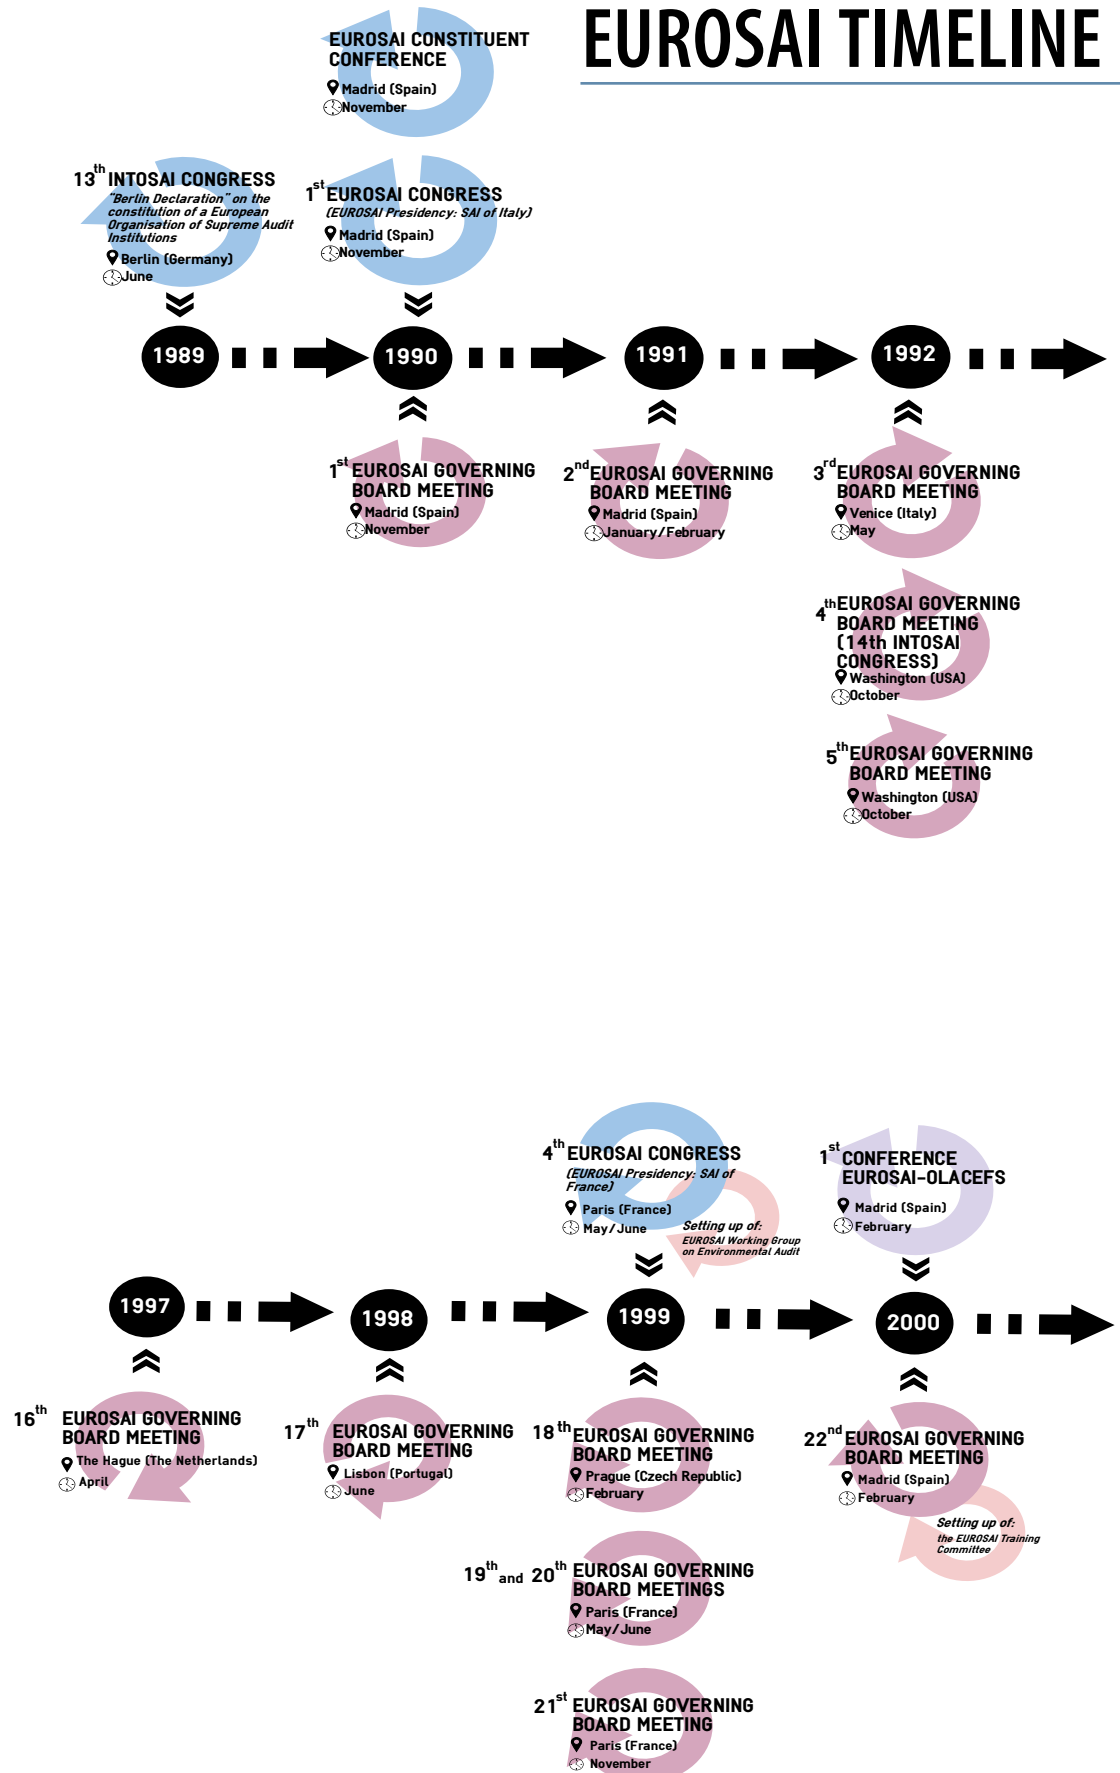 EUROSAI TIMELINE
EUROSAI CONSTITUENT
CONFERENCE
Madrid (Spain)
November
13th INTOSAI CONGRESS
"Berlin Declaration" on the
constitution of a European
Organisation of Supreme Audit
Institutions
Berlin (Germany)
June
1st EUROSAI CONGRESS
(EUROSAI Presidency: SAI of Italy)
Madrid (Spain)
November
1989
1990
1991
1992
1st EUROSAI GOVERNING
BOARD MEETING
Madrid (Spain)
November
2nd EUROSAI GOVERNING
BOARD MEETING
Madrid (Spain)
January/February
3rd EUROSAI GOVERNING
BOARD MEETING
Venice (Italy)
May
4th EUROSAI GOVERNING
BOARD MEETING
(14th INTOSAI
CONGRESS)
Washington (USA)
October
5th EUROSAI GOVERNING
BOARD MEETING
Washington (USA)
October
4th EUROSAI CONGRESS
(EUROSAI Presidency: SAI of
France)
Paris (France)
May/June
Setting up of:
EUROSAI Working Group
on Environmental Audit
1st CONFERENCE
EUROSAI-OLACEFS
Madrid (Spain)
February
1997
1998
1999
2000
16th EUROSAI GOVERNING
BOARD MEETING
The Hague (The Netherlands)
April
17th EUROSAI GOVERNING
BOARD MEETING
Lisbon (Portugal)
June
18th EUROSAI GOVERNING
BOARD MEETING
Prague (Czech Republic)
February
19th and 20th EUROSAI GOVERNING
BOARD MEETINGS
Paris (France)
May/June
21st EUROSAI GOVERNING
BOARD MEETING
Paris (France)
November
22nd EUROSAI GOVERNING
BOARD MEETING
Madrid (Spain)
February
Setting up of:
the EUROSAI Training
Committee